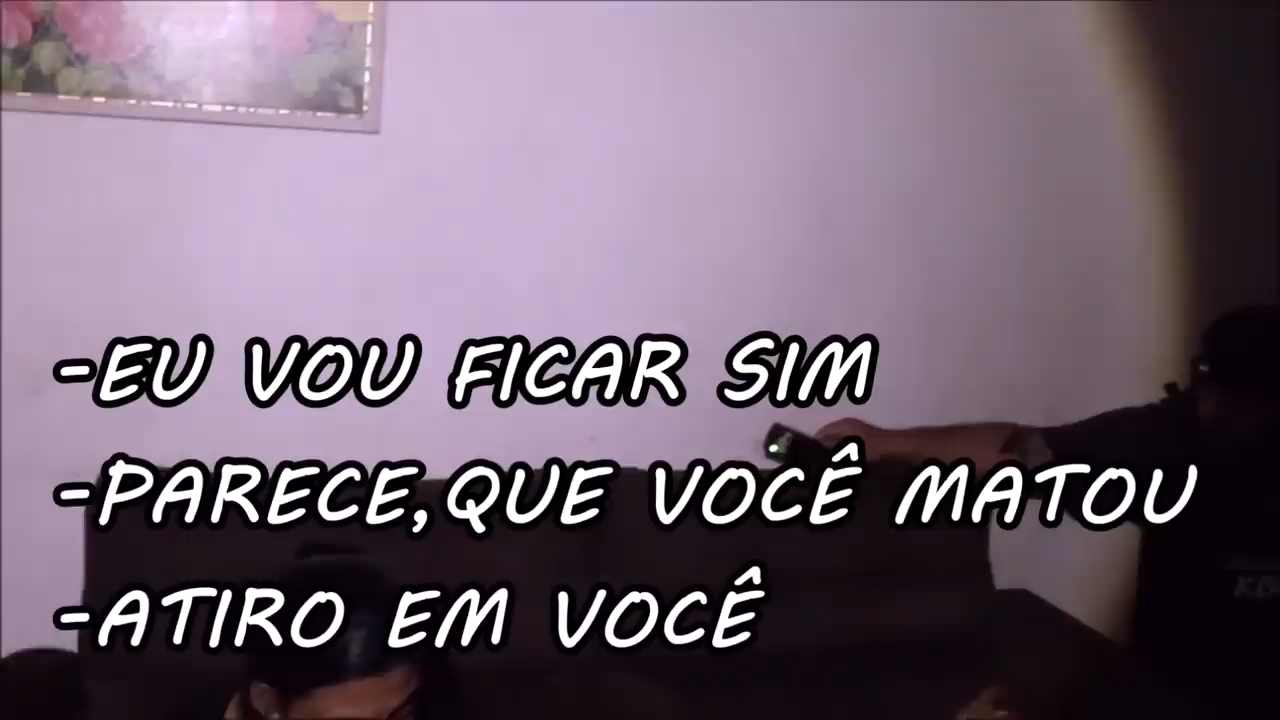 -EU VOU FICAR SIM
-PARECE,QUE VOCÊ MATOU
-ATIRO EM VOCÊ